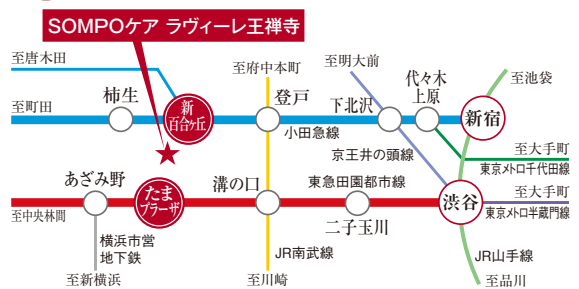 SOMPOケア ラヴィーレ王禅寺
至唐木田
至府中本町
至明大前
代々木
上原
至池袋
至町田
柿生
新
百合ヶ丘
登戸
下北沢
新宿
小田急線
京王井の頭線
至大手町
東京メトロ千代田線
あざみ野
たま
プラーザ
溝の口
東急田園都市線
渋谷
至大手町
東京メトロ半蔵門線
至中央林間
二子玉川
横浜市営
地下鉄
JR南武線
JR山手線
至新横浜
至川崎
至品川